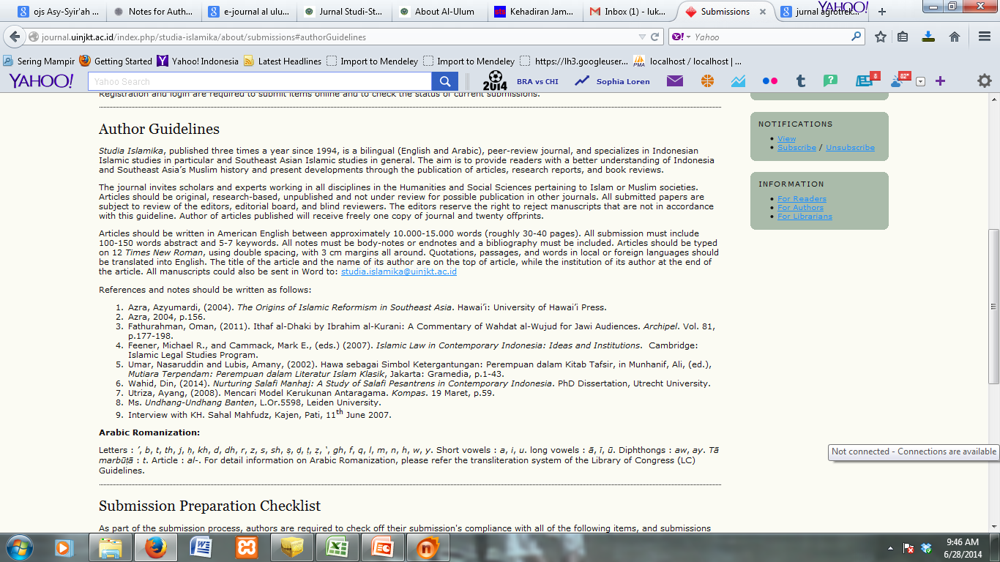 ojs Asy-Syir'ah ...
Notes for Auth...
e-journal al ulu...
Jurnal Studi-St...
About Al-Ulum
sts Kehadiran Jam...
Inbox (1) - luk...
Submissions
jurnal agrotrek...
YAHOO!
journal.uinjkt.ac.id/index.php/studia-islamika/about/submissions#authorGuidelines
Yahoo
Sering Mampir
Getting Started
Yahoo! Indonesia
Latest Headlines
Import to Mendeley
Import to Mendeley
https://lh3.googleuser...
PMA localhost / localhost | ...
YAHOO!
Yahoo Search
2014
BRA vs CHI
Sophia Loren
8
82*
Registration and login are required to submit items online and to check the status of current submissions.
Author Guidelines
Studia Islamika, published three times a year since 1994, is a bilingual (English and Arabic), peer-review journal, and specializes in Indonesian
Islamic studies in particular and Southeast Asian Islamic studies in general. The aim is to provide readers with a better understanding of Indonesia
and Southeast Asia's Muslim history and present developments through the publication of articles, research reports, and book reviews.
The journal invites scholars and experts working in all disciplines in the Humanities and Social Sciences pertaining to Islam or Muslim societies.
Articles should be original, research-based, unpublished and not under review for possible publication in other journals. All submitted papers are
subject to review of the editors, editorial board, and blind reviewers. The editors reserve the right to reject manuscripts that are not in accordance
with this guideline. Author of articles published will receive freely one copy of journal and twenty offprints.
Articles should be written in American English between approximately 10.000-15.000 words (roughly 30-40 pages). All submission must include
100-150 words abstract and 5-7 keywords. All notes must be body-notes or endnotes and a bibliography must be included. Articles should be typed
on 12 Times New Roman, using double spacing, with 3 cm margins all around. Quotations, passages, and words in local or foreign languages should
be translated into English. The title of the article and the name of its author are on the top of article, while the institution of its author at the end of
the article. All manuscripts could also be sent in Word to: studia.islamika@uinjkt.ac.id
References and notes should be written as follows:
1. Azra, Azyumardi, (2004). The Origins of Islamic Reformism in Southeast Asia. Hawai'i: University of Hawai'i Press.
2. Azra, 2004, p.156.
3. Fathurahman, Oman, (2011). Ithaf al-Dhaki by Ibrahim al-Kurani: A Commentary of Wahdat al-Wujud for Jawi Audiences. Archipel. Vol. 81,
p.177-198.
4. Feener, Michael R., and Cammack, Mark E., (eds.) (2007). Islamic Law in Contemporary Indonesia: Ideas and Institutions. Cambridge:
Islamic Legal Studies Program.
5. Umar, Nasaruddin and Lubis, Amany, (2002). Hawa sebagai Simbol Ketergantungan: Perempuan dalam Kitab Tafsir, in Munhanif, Ali, (ed.),
Mutiara Terpendam: Perempuan dalam Literatur Islam Klasik, Jakarta: Gramedia, p.1-43.
6. Wahid, Din, (2014). Nurturing Salafi Manhaj: A Study of Salafi Pesantrens in Contemporary Indonesia. PhD Dissertation, Utrecht University.
7. Utriza, Ayang, (2008). Mencari Model Kerukunan Antaragama. Kompas. 19 Maret, p.59.
8. Ms. Undhang-Undhang Banten, L.Or.5598, Leiden University.
9. Interview with KH. Sahal Mahfudz, Kajen, Pati, 11th June 2007.
Arabic Romanization:
Letters : ʼ, b, t, th, j, ḥ, kh, d, dh, r, z, s, sh, ṣ, ḍ, ṭ, ẓ, ‘, gh, f, q, l, m, n, h, w, y. Short vowels : a, i, u. long vowels : ā, ī, ū. Diphthongs : aw, ay. Tā
marbūṭā : t. Article : al-. For detail information on Arabic Romanization, please refer the transliteration system of the Library of Congress (LC)
Guidelines.
Submission Preparation Checklist
As part of the submission process, authors are required to check off their submission's compliance with all of the following items, and submissions
NOTIFICATIONS
View
Subscribe / Unsubscribe
INFORMATION
For Readers
For Authors
For Librarians
Not connected - Connections are available
9:46 AM
6/28/2014